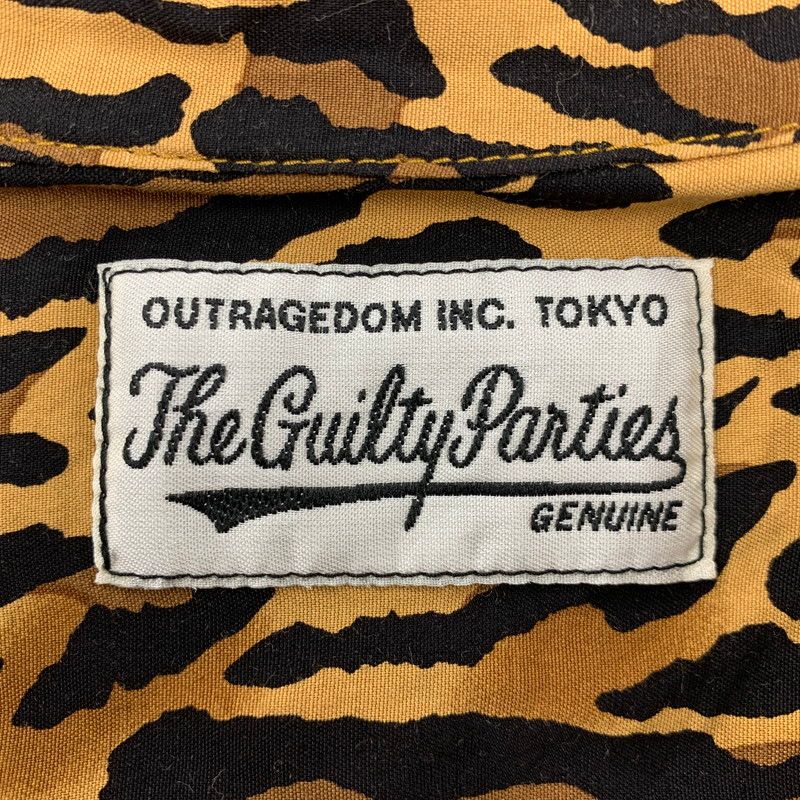 OUTRAGEDOM INC. TOKYO
The Guilty Parties
GENUINE